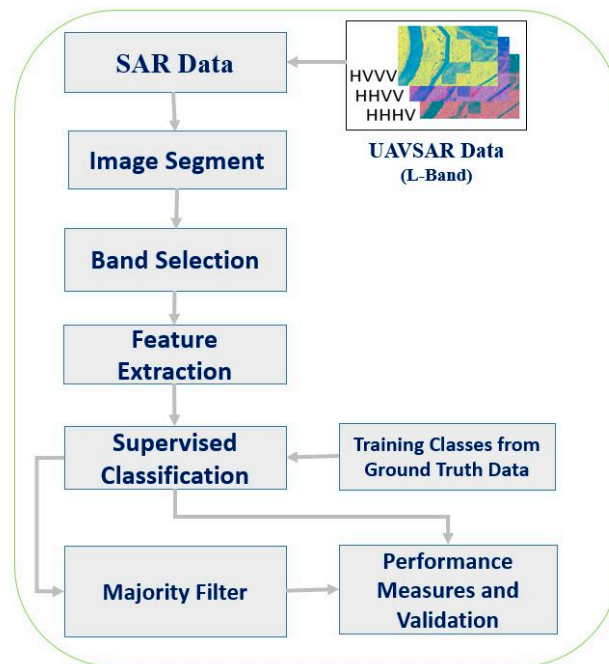 SAR Data
HVVV
HHVV
HHHV
UAVSAR Data
(L-Band)
Image Segment
Band Selection
Feature
Extraction
Supervised
Classification
Training Classes from
Ground Truth Data
Majority Filter
Performance
Measures and
Validation